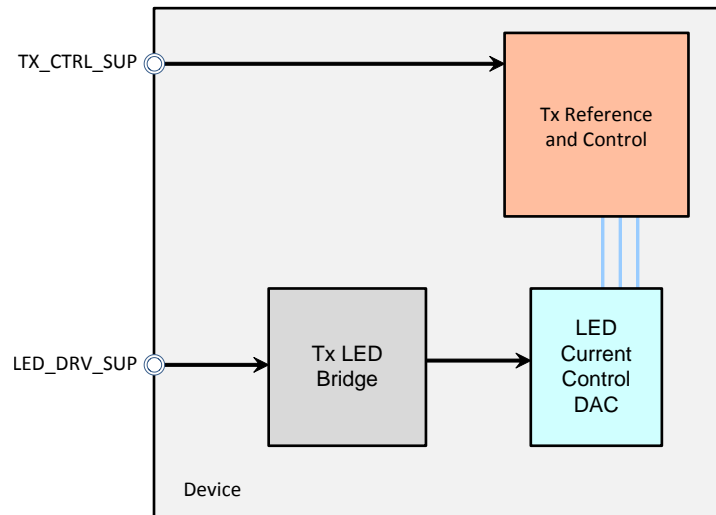 TX_CTRL_SUP
Tx Reference
and Control
LED_DRV_SUP
Tx LED
Bridge
LED
Current
Control
DAC
Device